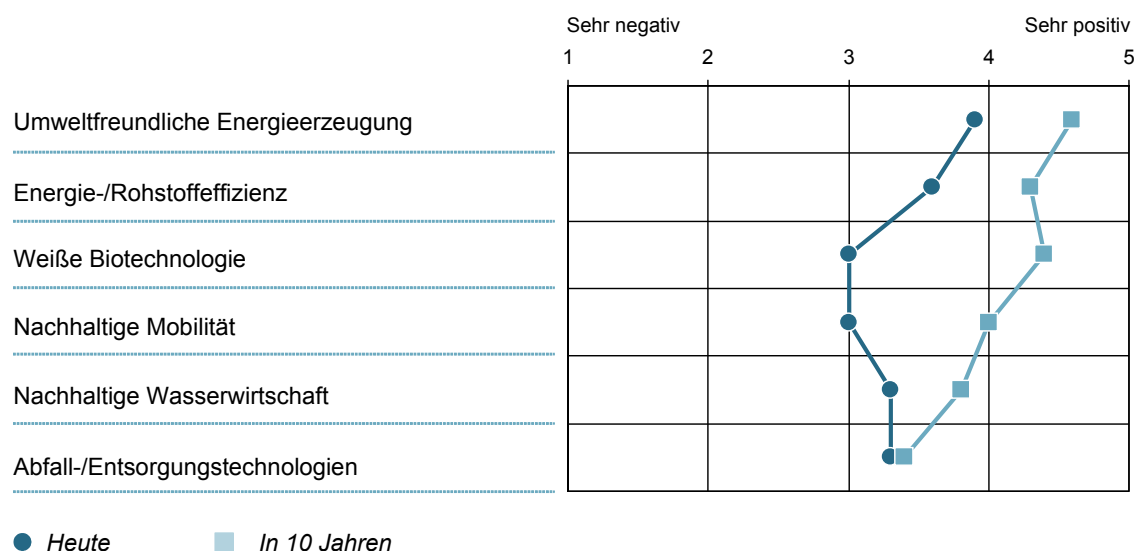 Sehr negativ Sehr positiv
1 2 3 4 5
Umweltfreundliche Energieerzeugung
Energie-/Rohstoffeffizienz
Weiße Biotechnologie
Nachhaltige Mobilität
Nachhaltige Wasserwirtschaft
Abfall-/Entsorgungstechnologien
Heute In 10 Jahren